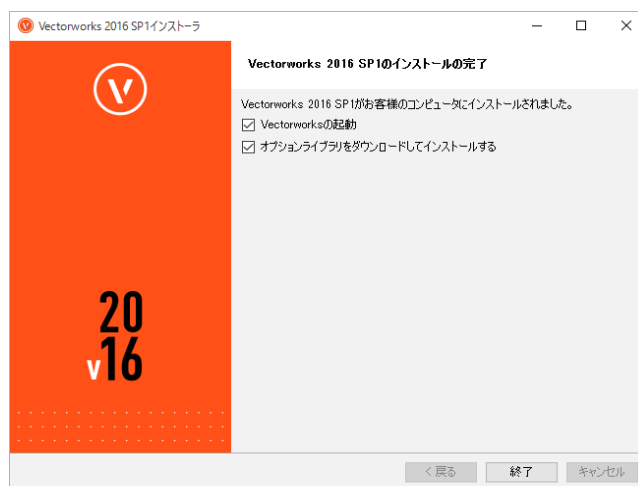 Vectorworks 2016 SP1インストーラ
Vectorworks 2016 SP1のインストールの完了
Vectorworks 2016 SP1がお客様のコンピュータにインストールされました。
Vectorworksの起動
オプションライブラリをダウンロードしてインストールする
20
v16
< 戻る
終了
キャンセル